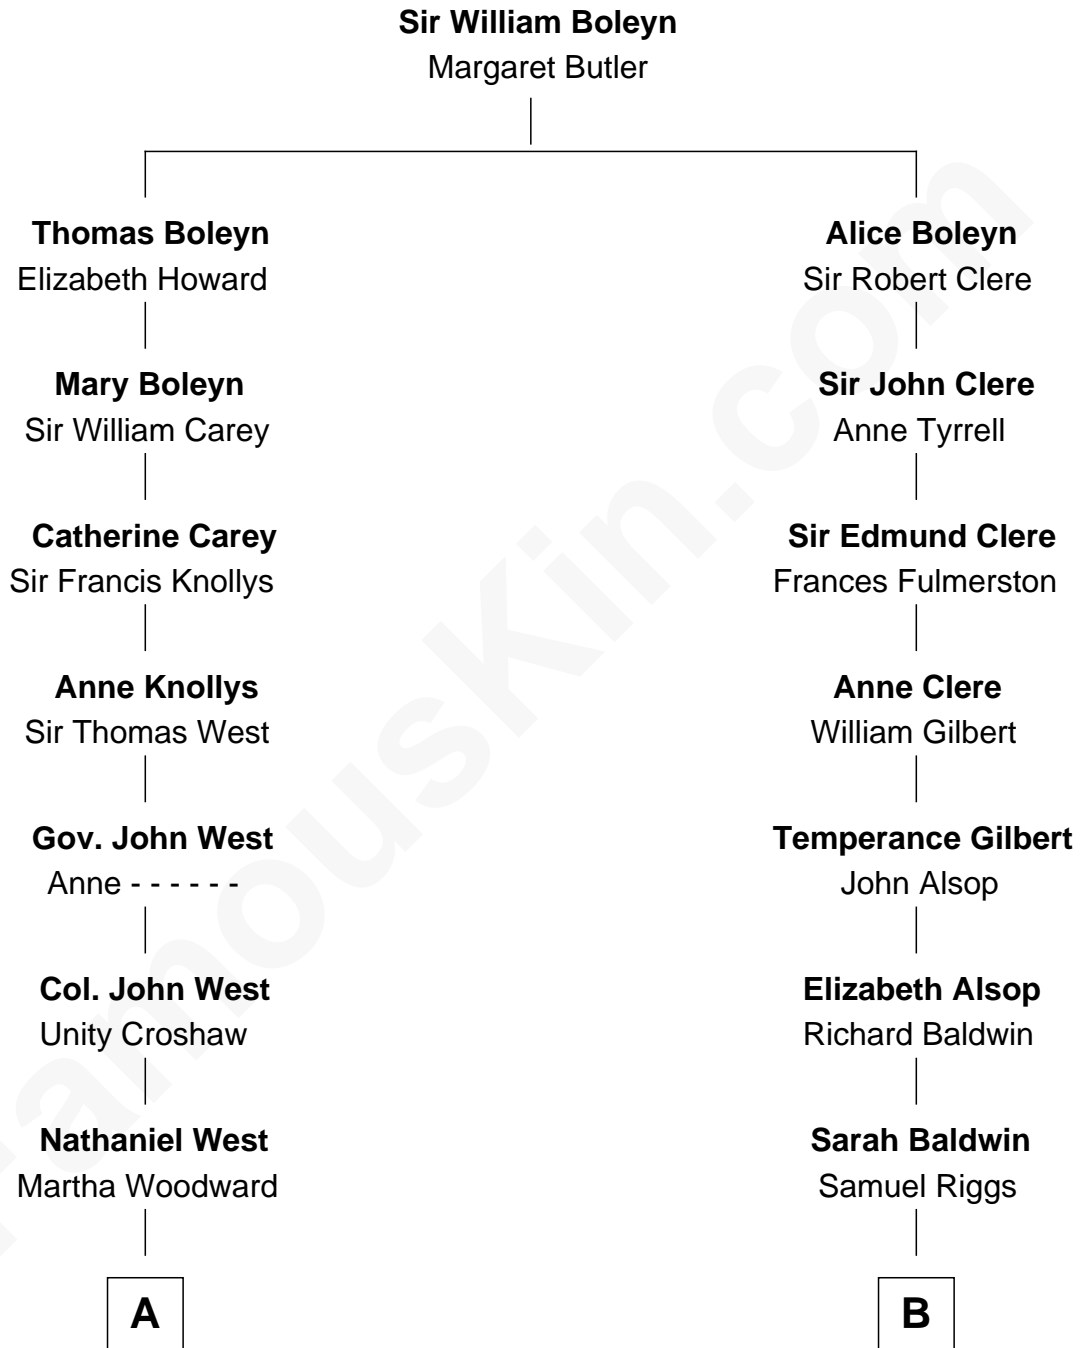 Sir William Boleyn
Margaret Butler
Thomas Boleyn
Elizabeth Howard
Alice Boleyn
Sir Robert Clere
Mary Boleyn
Sir William Carey
Sir John Clere
Anne Tyrrell
Catherine Carey
Sir Francis Knollys
Sir Edmund Clere
Frances Fulmerston
Anne Knollys
Sir Thomas West
Anne Clere
William Gilbert
Gov. John West
Anne - - - - - -
Temperance Gilbert
John Alsop
Col. John West
Unity Croshaw
Elizabeth Alsop
Richard Baldwin
Nathaniel West
Martha Woodward
Sarah Baldwin
Samuel Riggs
A
B
FamousKin.com